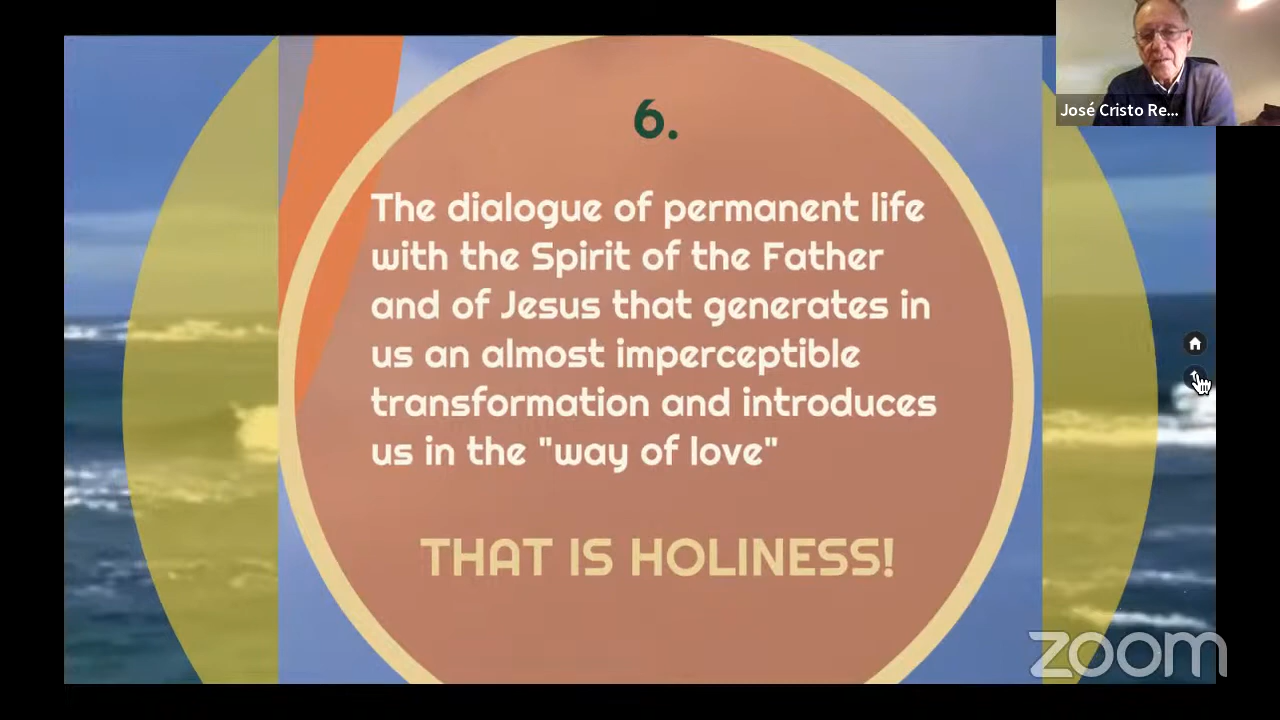 José Cristo Re...
6.
The dialogue of permanent life
with the Spirit of the Father
and of Jesus that generates in
us an almost imperceptible
transformation and introduces
us in the "way of love"
THAT IS HOLINESS!
zoom